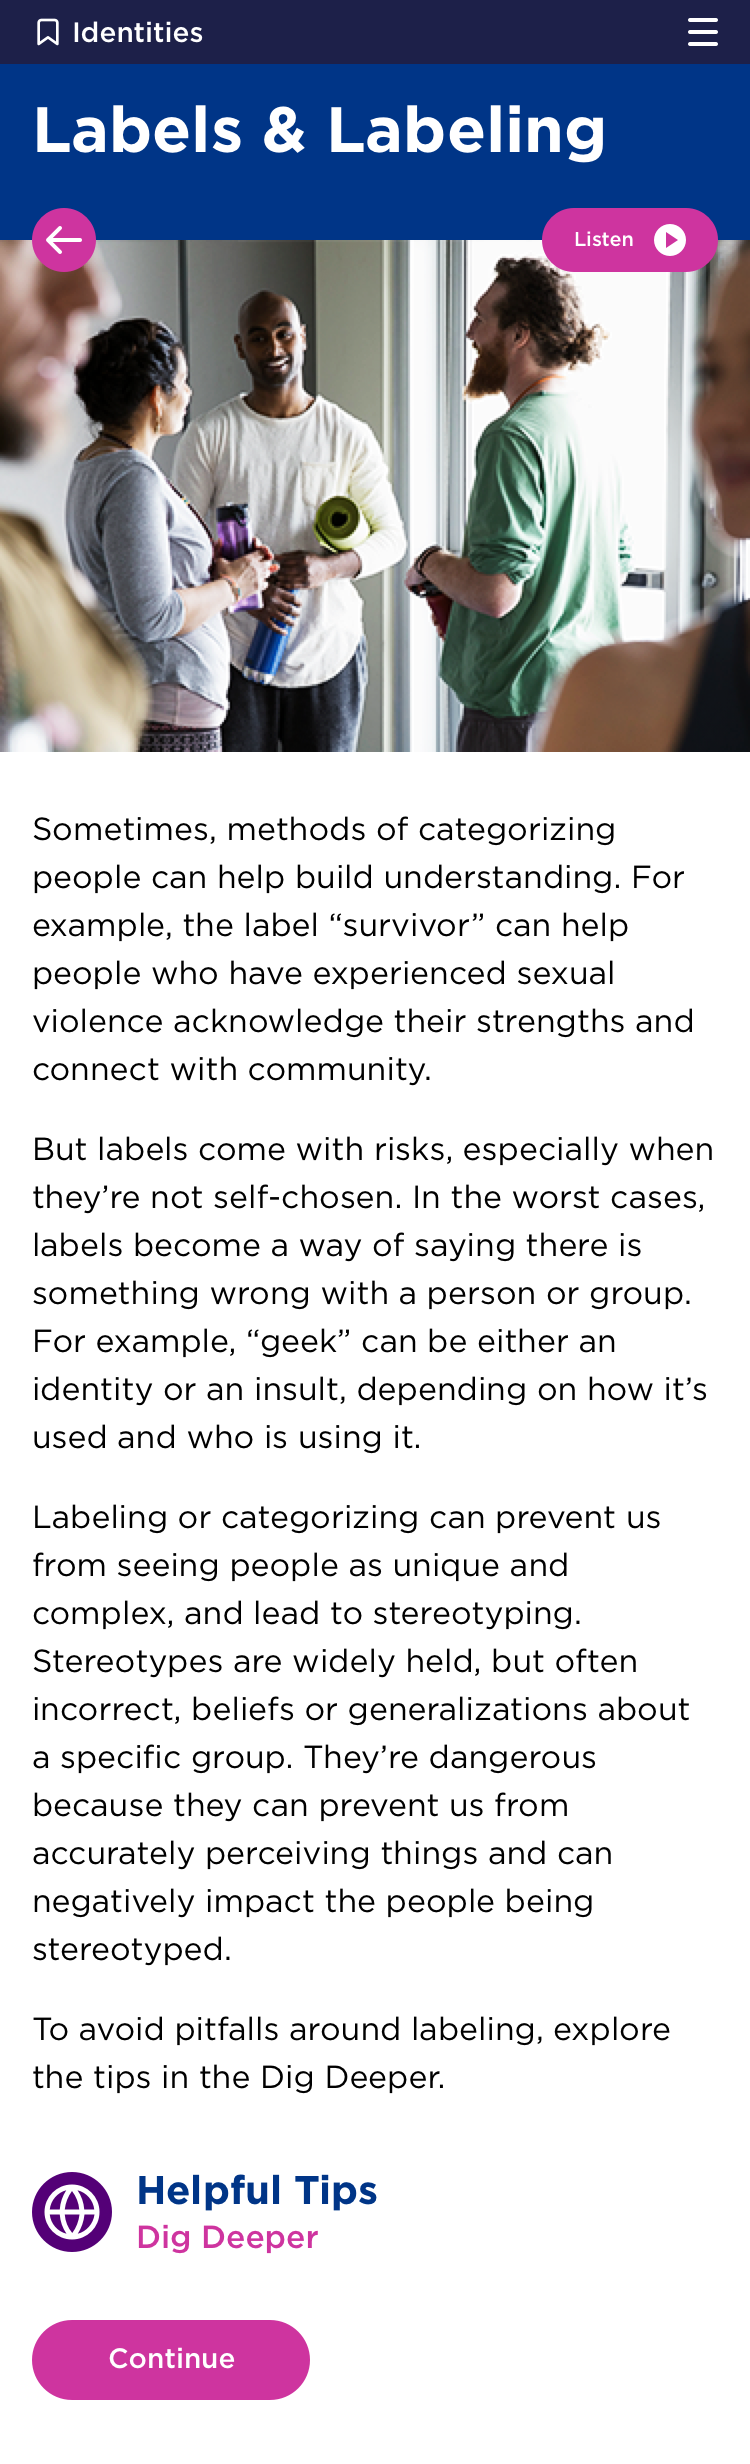 Identities
Labels & Labeling
Listen
Sometimes, methods of categorizing
people can help build understanding. For
example, the label “survivor” can help
people who have experienced sexual
violence acknowledge their strengths and
connect with community.
But labels come with risks, especially when
they’re not self-chosen. In the worst cases,
labels become a way of saying there is
something wrong with a person or group.
For example, “geek” can be either an
identity or an insult, depending on how it’s
used and who is using it.
Labeling or categorizing can prevent us
from seeing people as unique and
complex, and lead to stereotyping.
Stereotypes are widely held, but often
incorrect, beliefs or generalizations about
a specific group. They’re dangerous
because they can prevent us from
accurately perceiving things and can
negatively impact the people being
stereotyped.
To avoid pitfalls around labeling, explore
the tips in the Dig Deeper.
Helpful Tips
Dig Deeper
Continue